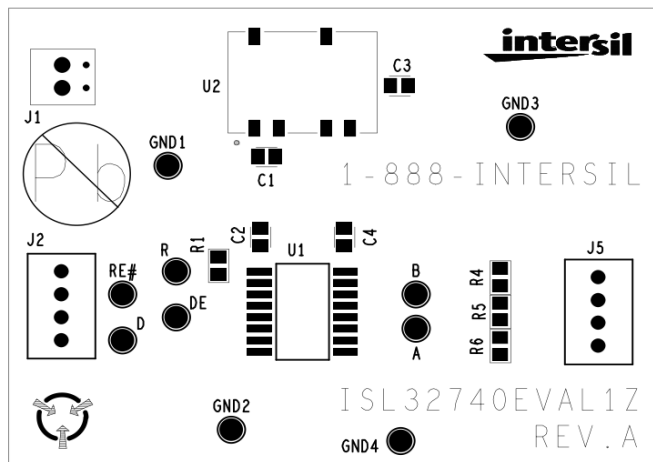 intersil
U2
C3
J1
GND1
GND3
Pb
C1
1-888-INTERSIL
J2
RE#
R
R1
C2
U1
C4
B
R4
J5
DE
R5
D
A
R6
GND2
GND4
ISL32740EVAL1Z
REV.A